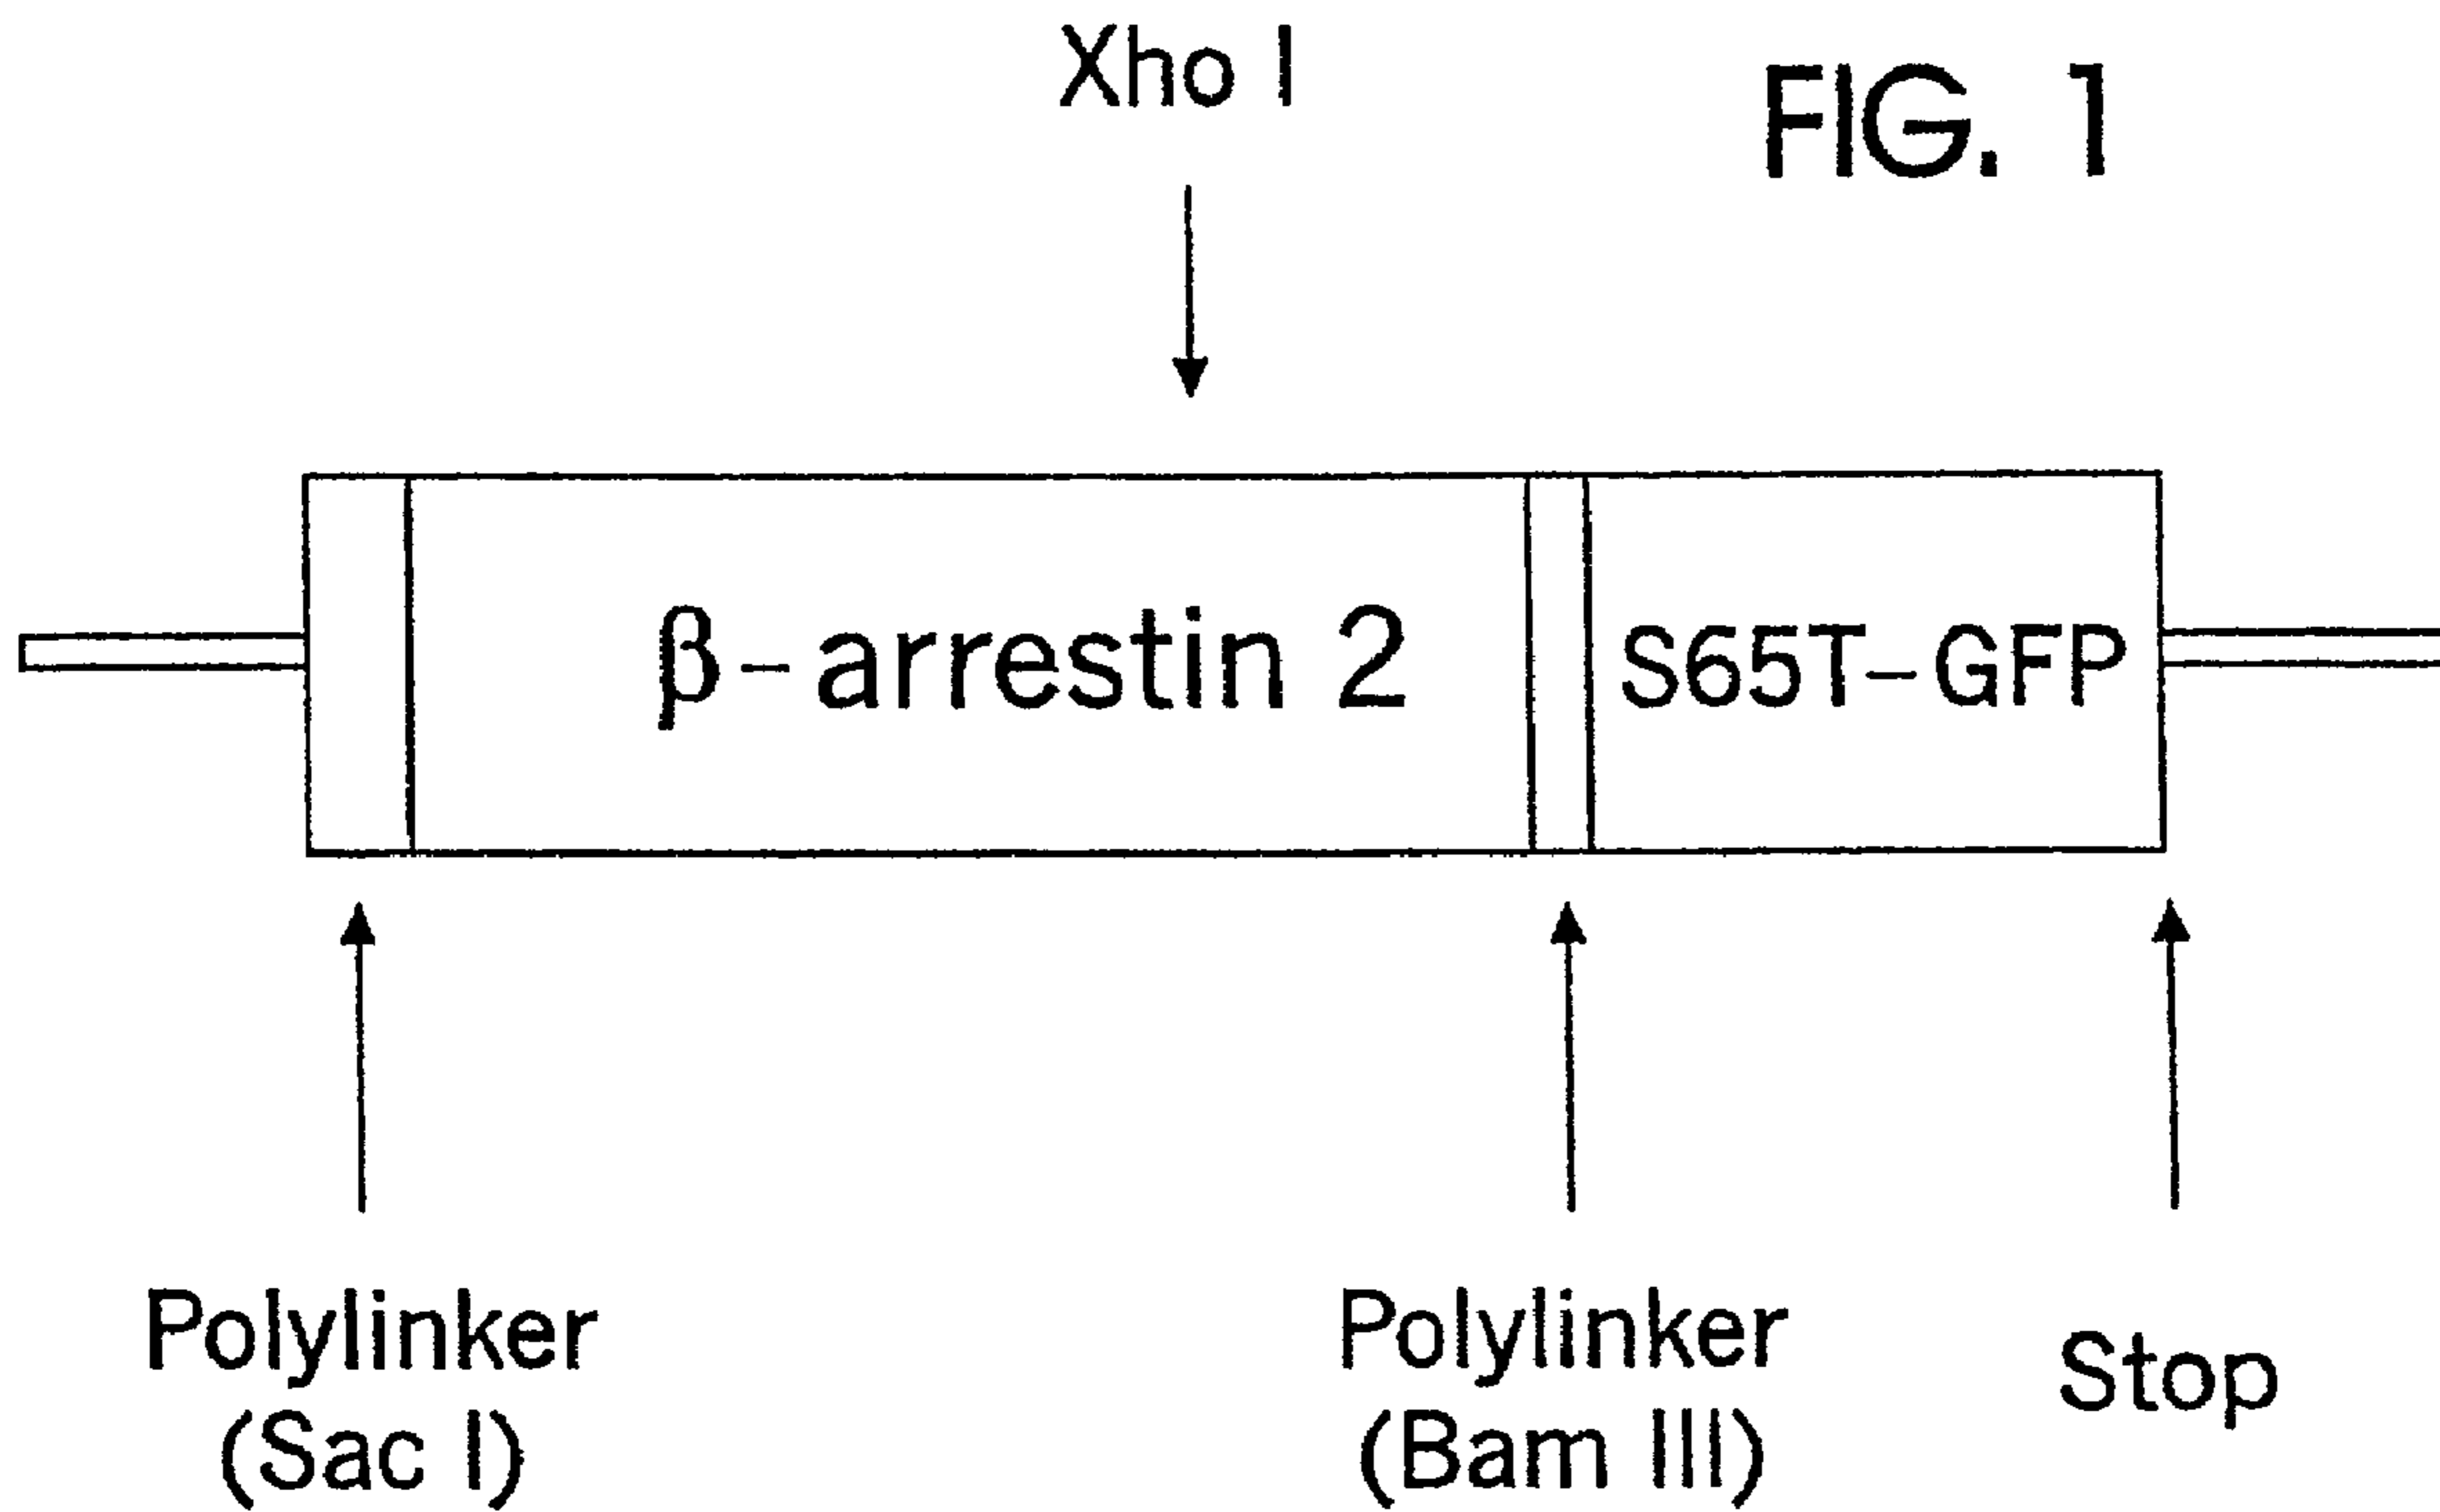 Xho I
FIG. 1
β-arrestin 2
S65T-GFP
Polylinker
(Sac I)
Polylinker
(Bam III)
Stop